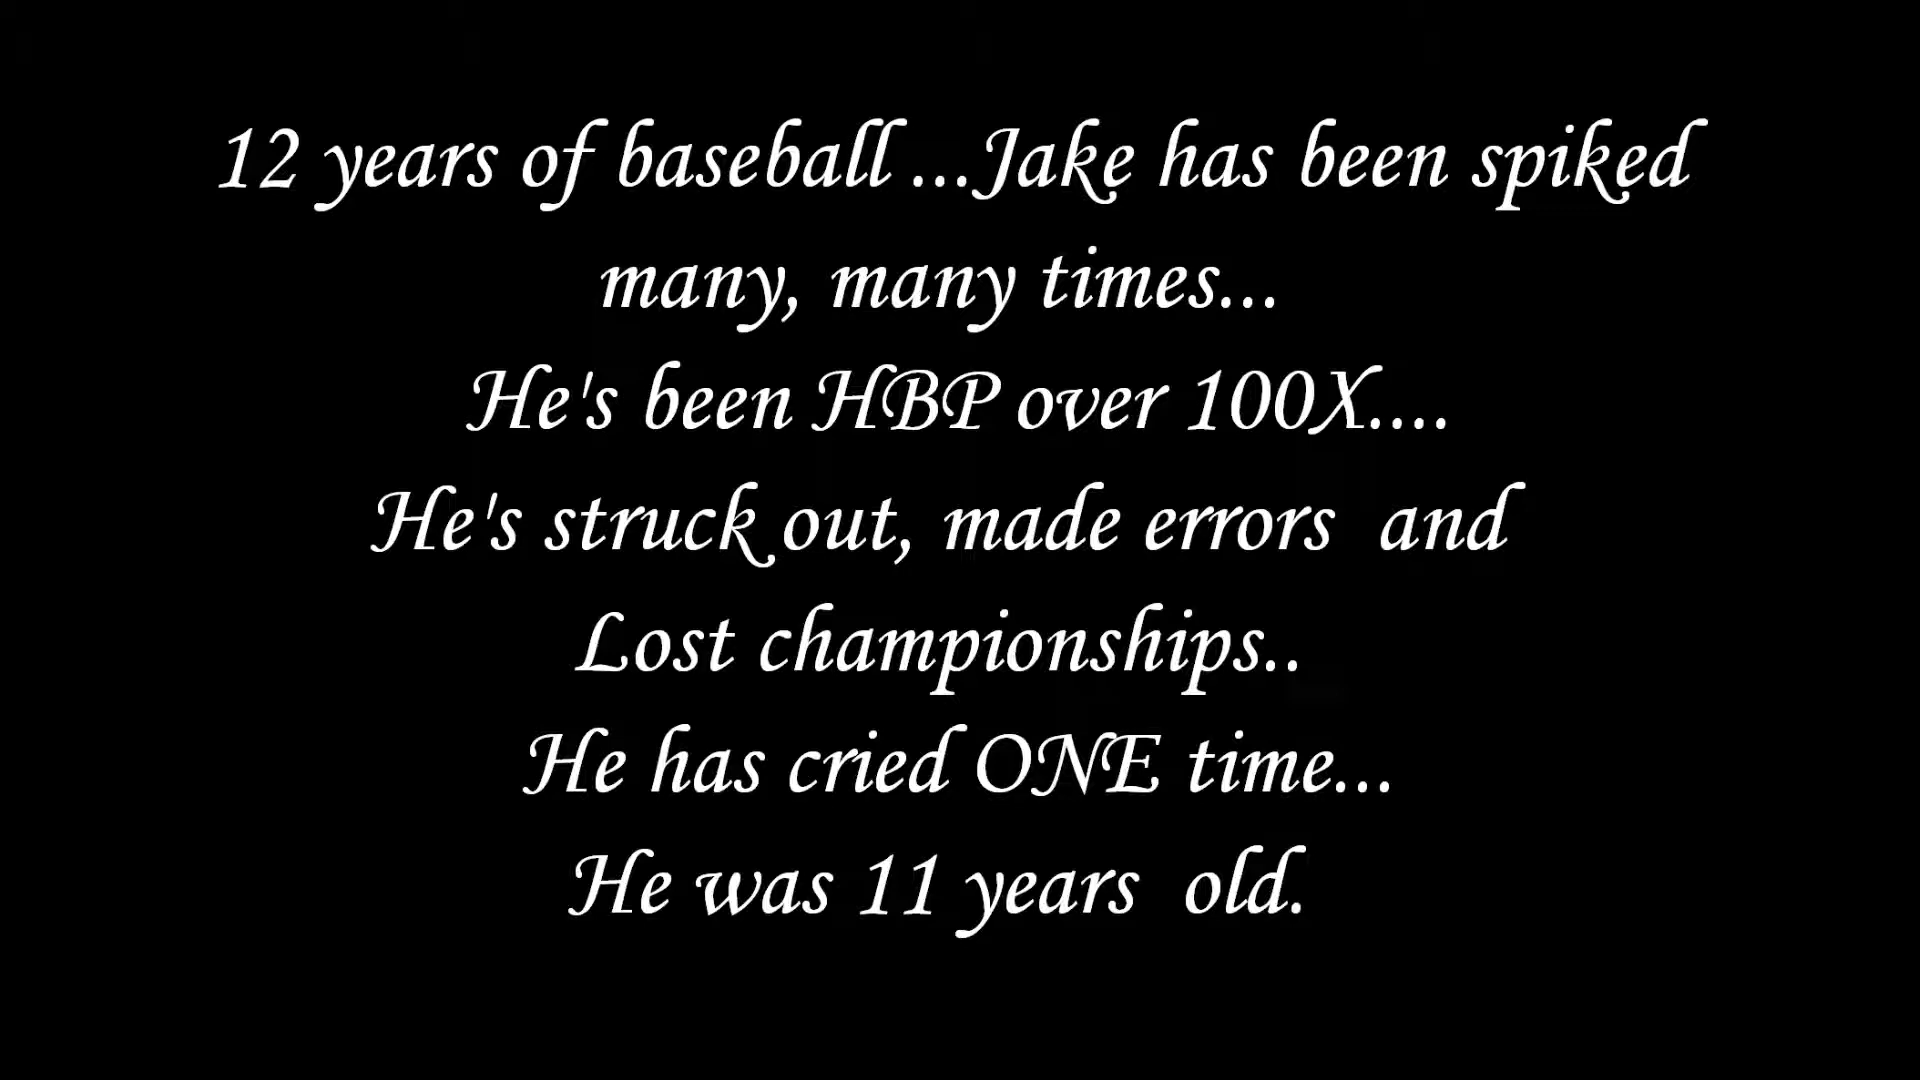 12 years of baseball ...Jake has been spiked
many, many times...
He's been HBP over 100X....
He's struck out, made errors  and
Lost championships..
He has cried ONE time...
He was 11 years  old.